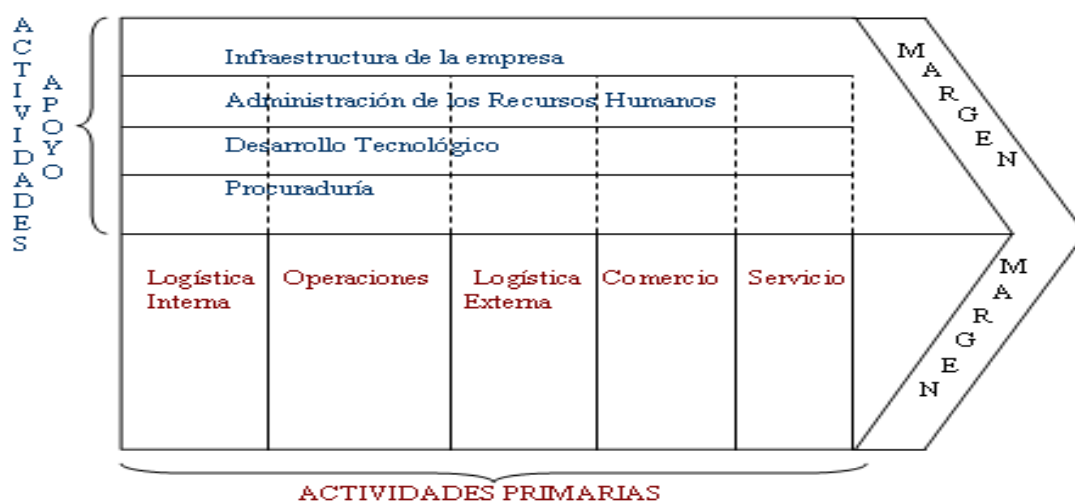 ACTIVIDADES
APOYO
Infraestructura de la empresa
Administración de los Recursos Humanos
Desarrollo Tecnológico
Procuraduría
MARGEN
Logística
Interna
Operaciones
Logística
Externa
Comercio
Servicio
MARGEN
ACTIVIDADES PRIMARIAS